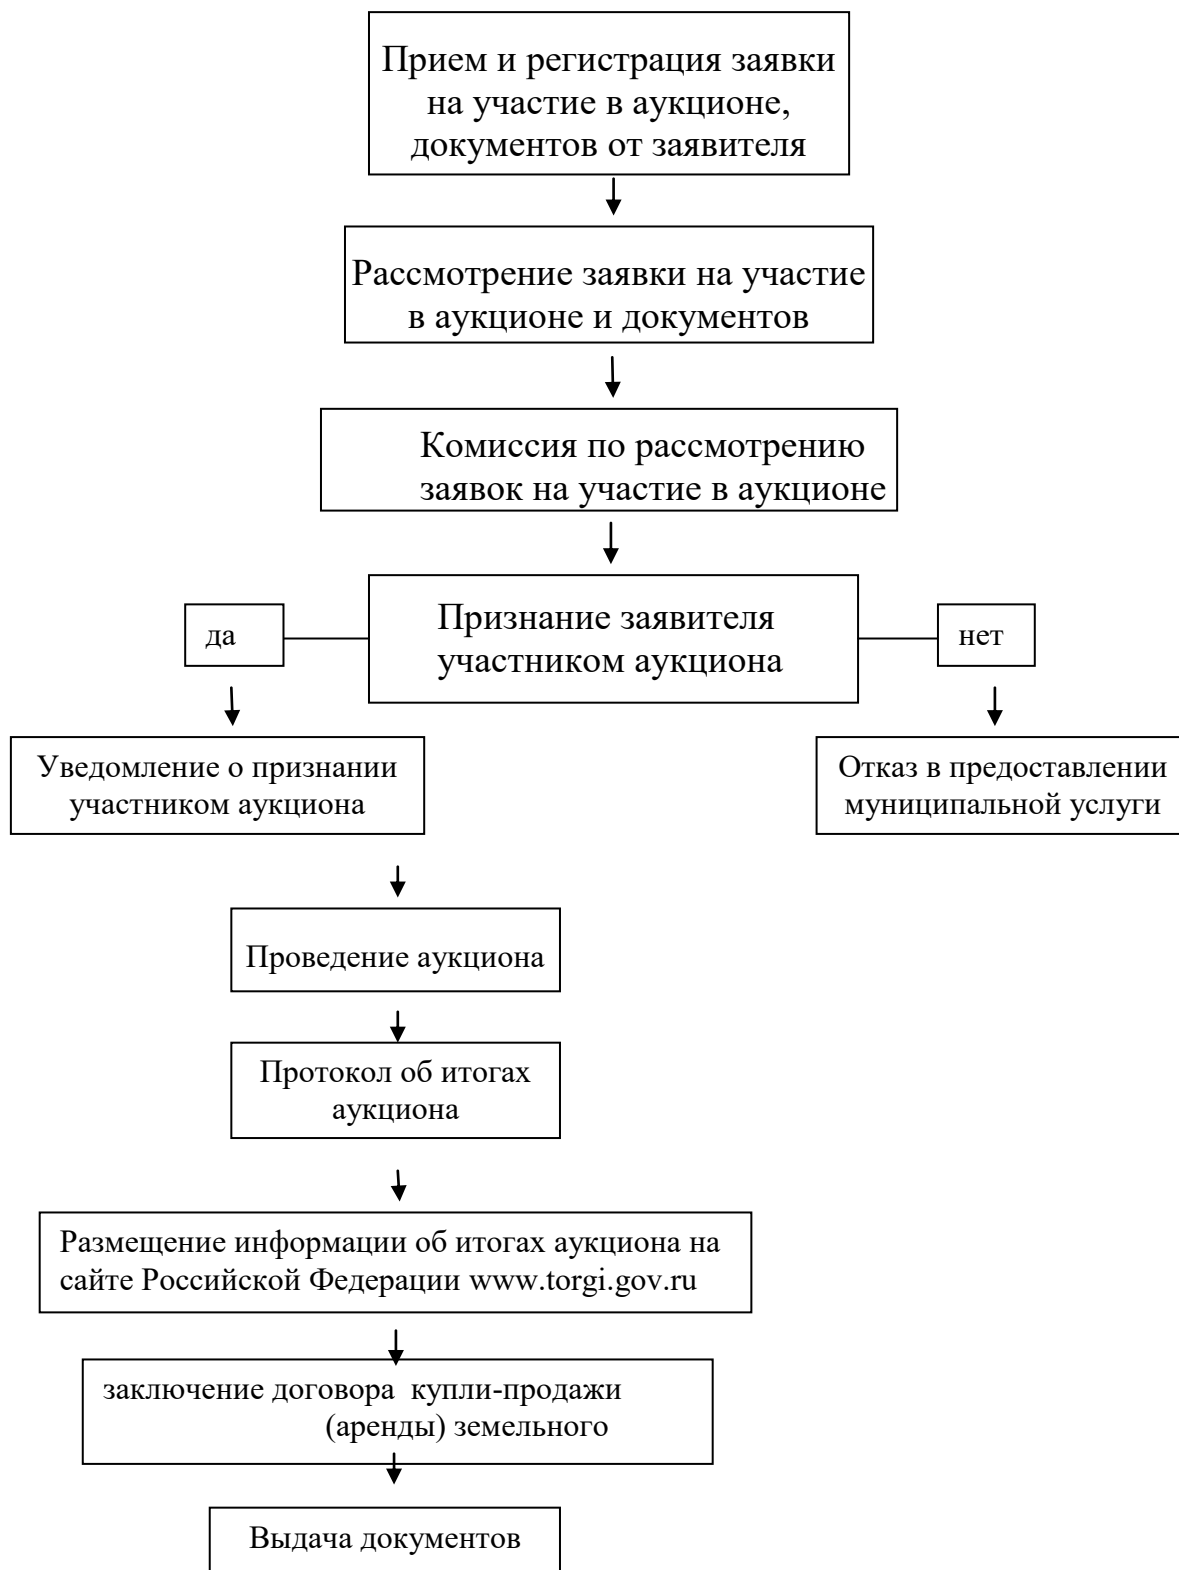 Прием и регистрация заявки
на участие в аукционе,
документов от заявителя
Рассмотрение заявки на участие
в аукционе и документов
Комиссия по рассмотрению
заявок на участие в аукционе
Признание заявителя
участником аукциона
да
нет
Уведомление о признании
участником аукциона
Отказ в предоставлении
муниципальной услуги
Проведение аукциона
Протокол об итогах
аукциона
Размещение информации об итогах аукциона на
сайте Российской Федерации www.torgi.gov.ru
заключение договора купли-продажи
(аренды) земельного
Выдача документов